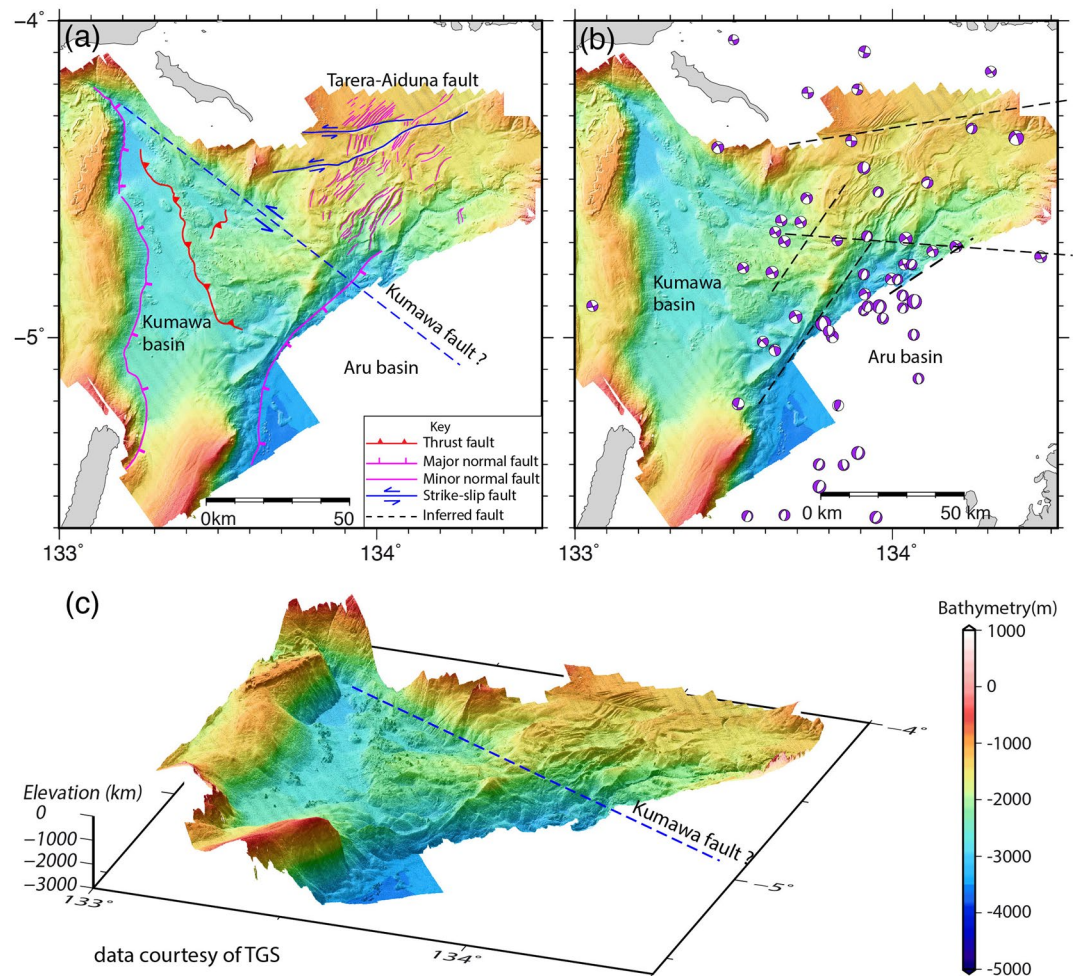 −4°
(a)
Tarera-Aiduna fault
Kumawa
basin
Kumawa fault ?
−5°
Aru basin
Key
Thrust fault
Major normal fault
Minor normal fault
Strike-slip fault
Inferred fault
0km 50
133° 134°
(b)
Kumawa
basin
Aru basin
0 km 50 km
133° 134°
(c)
Bathymetry(m)
1000
0
-1000
-2000
-3000
-4000
-5000
−4°
Kumawa fault ?
−5°
Elevation (km)
0
−1000
−2000
−3000
133°
134°
data courtesy of TGS